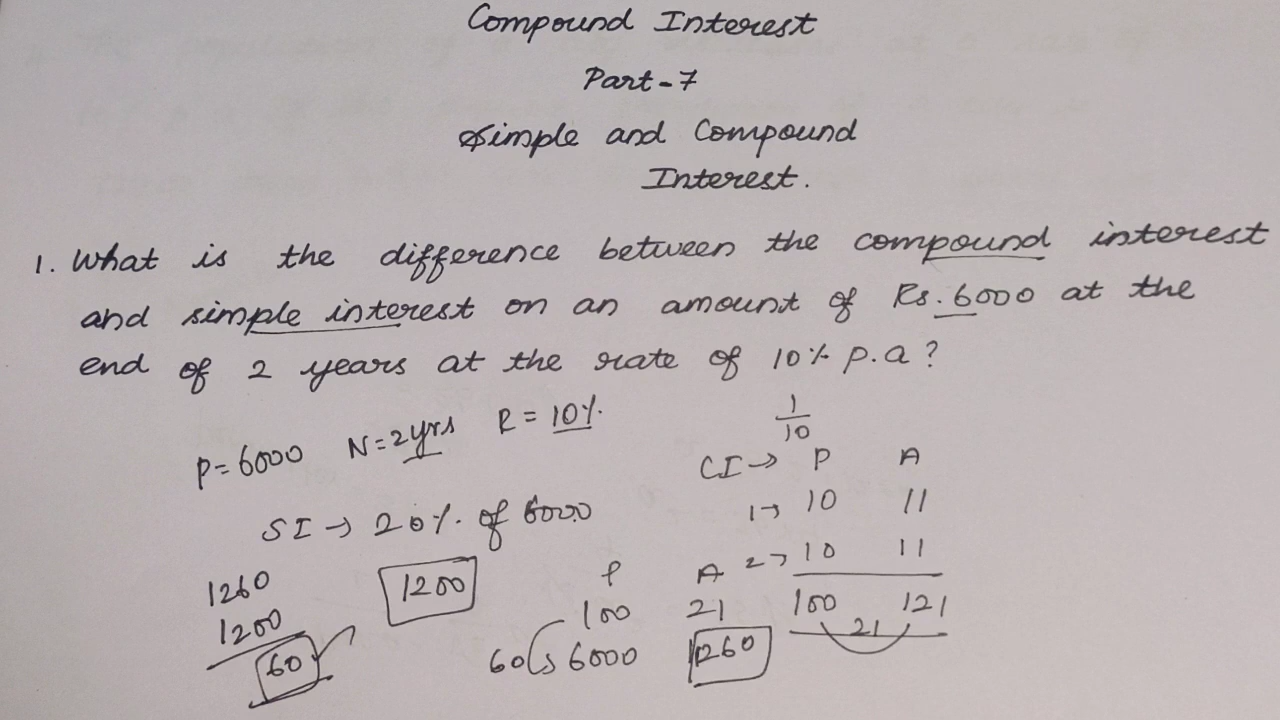 Compound Interest
Part-7
Simple and Compound
Interest.
1. What is the difference between the compound interest
and simple interest on an amount of Rs. 6000 at the
end of 2 years at the rate of 10% p.a?
P=6000 N=2yrs R=10%
1/10
CI→ P A
1→ 10 11
SI→ 20% of 6000
2→ 10 11
1260
1200
P A
100 121
1200
100 21
21
60
60 6000 1260